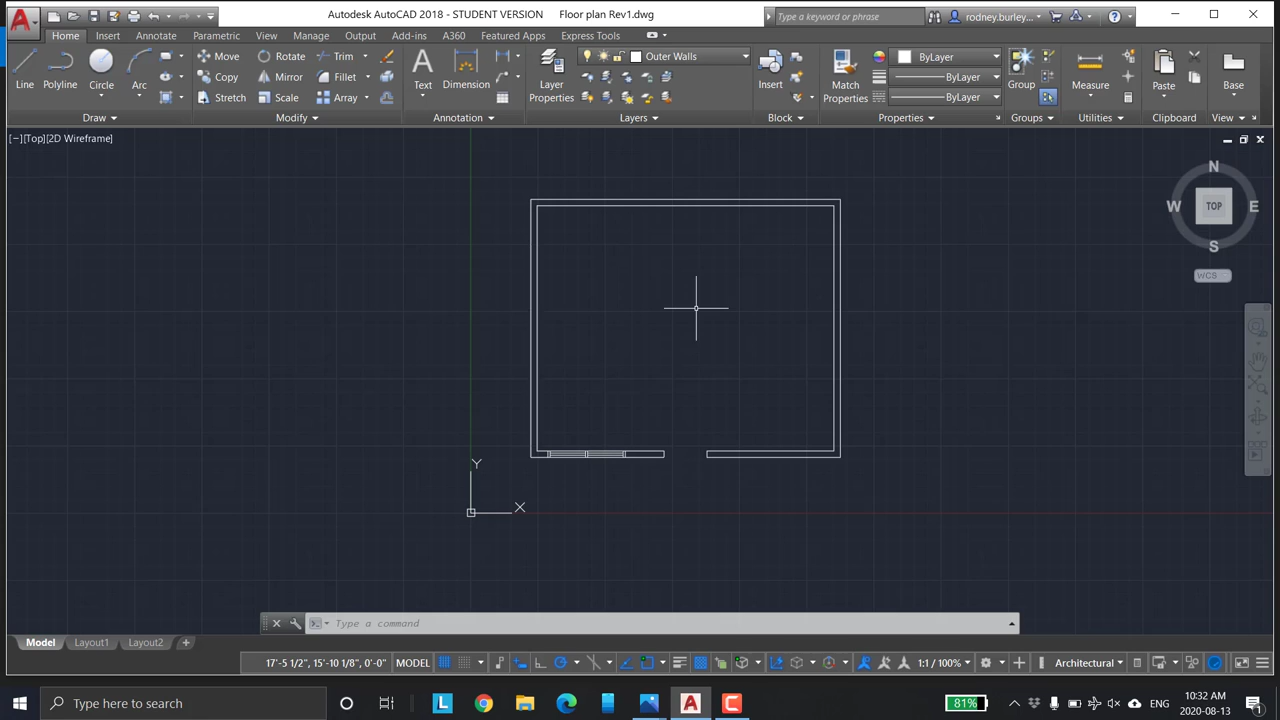 A
Autodesk AutoCAD 2018 - STUDENT VERSION Floor plan Rev1.dwg
Type a keyword or phrase
rodney.burley...
Home Insert Annotate Parametric View Manage Output Add-ins A360 Featured Apps Express Tools
Line
Polyline
Circle
Arc
Move
Copy
Stretch
Rotate
Mirror
Scale
Trim
Fillet
Array
A
Text
Dimension
Layer
Properties
Outer Walls
Insert
Match
Properties
ByLayer
ByLayer
ByLayer
Group
Measure
Paste
Base
Draw
Modify
Annotation
Layers
Block
Properties
Groups
Utilities
Clipboard
View
[−][Top][2D Wireframe]
N
W
TOP
E
S
WCS
Y
X
Type a command
Model Layout1 Layout2 +
17'-5 1/2", 15'-10 1/8", 0'-0" MODEL 1:1 / 100% Architectural
Type here to search
L
A
C
81%
ENG
10:32 AM
2020-08-13
1